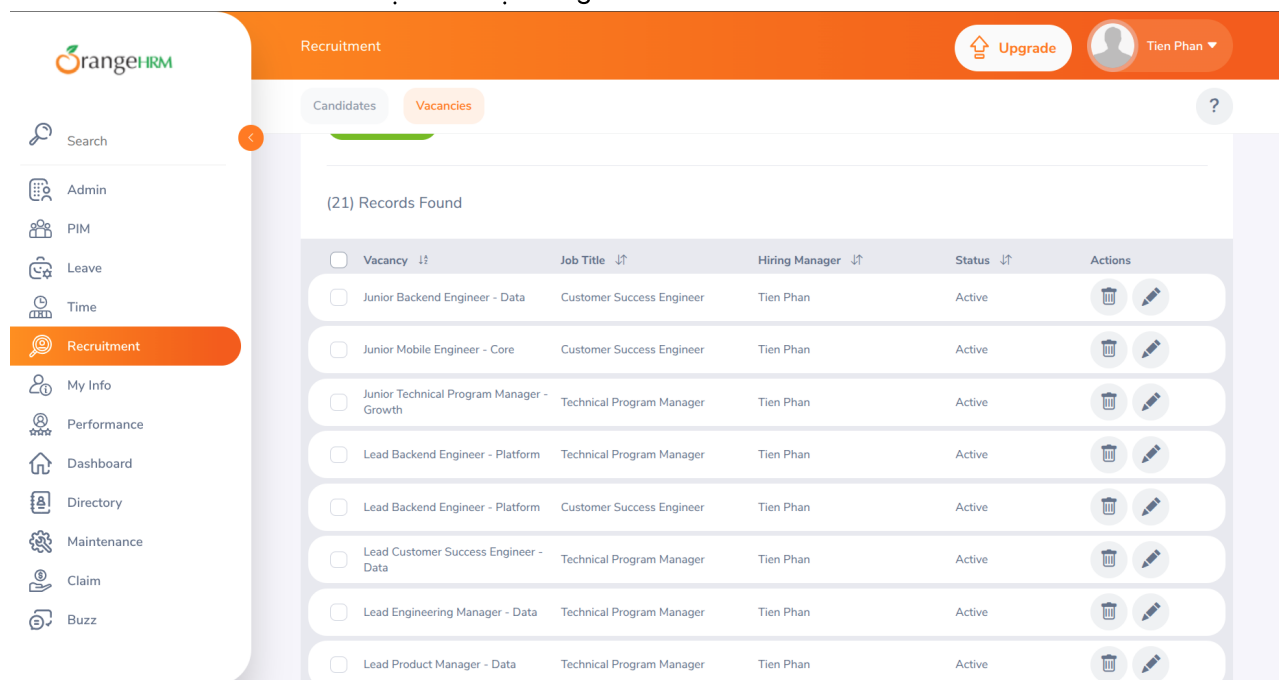 OrangeHRM
Recruitment
Upgrade
Tien Phan
Candidates
Vacancies
?
Search
Admin
PIM
Leave
Time
Recruitment
My Info
Performance
Dashboard
Directory
Maintenance
Claim
Buzz
(21) Records Found
Vacancy Job Title Hiring Manager Status Actions
Junior Backend Engineer - Data Customer Success Engineer Tien Phan Active
Junior Mobile Engineer - Core Customer Success Engineer Tien Phan Active
Junior Technical Program Manager -
Growth Technical Program Manager Tien Phan Active
Lead Backend Engineer - Platform Technical Program Manager Tien Phan Active
Lead Backend Engineer - Platform Customer Success Engineer Tien Phan Active
Lead Customer Success Engineer -
Data Technical Program Manager Tien Phan Active
Lead Engineering Manager - Data Technical Program Manager Tien Phan Active
Lead Product Manager - Data Technical Program Manager Tien Phan Active